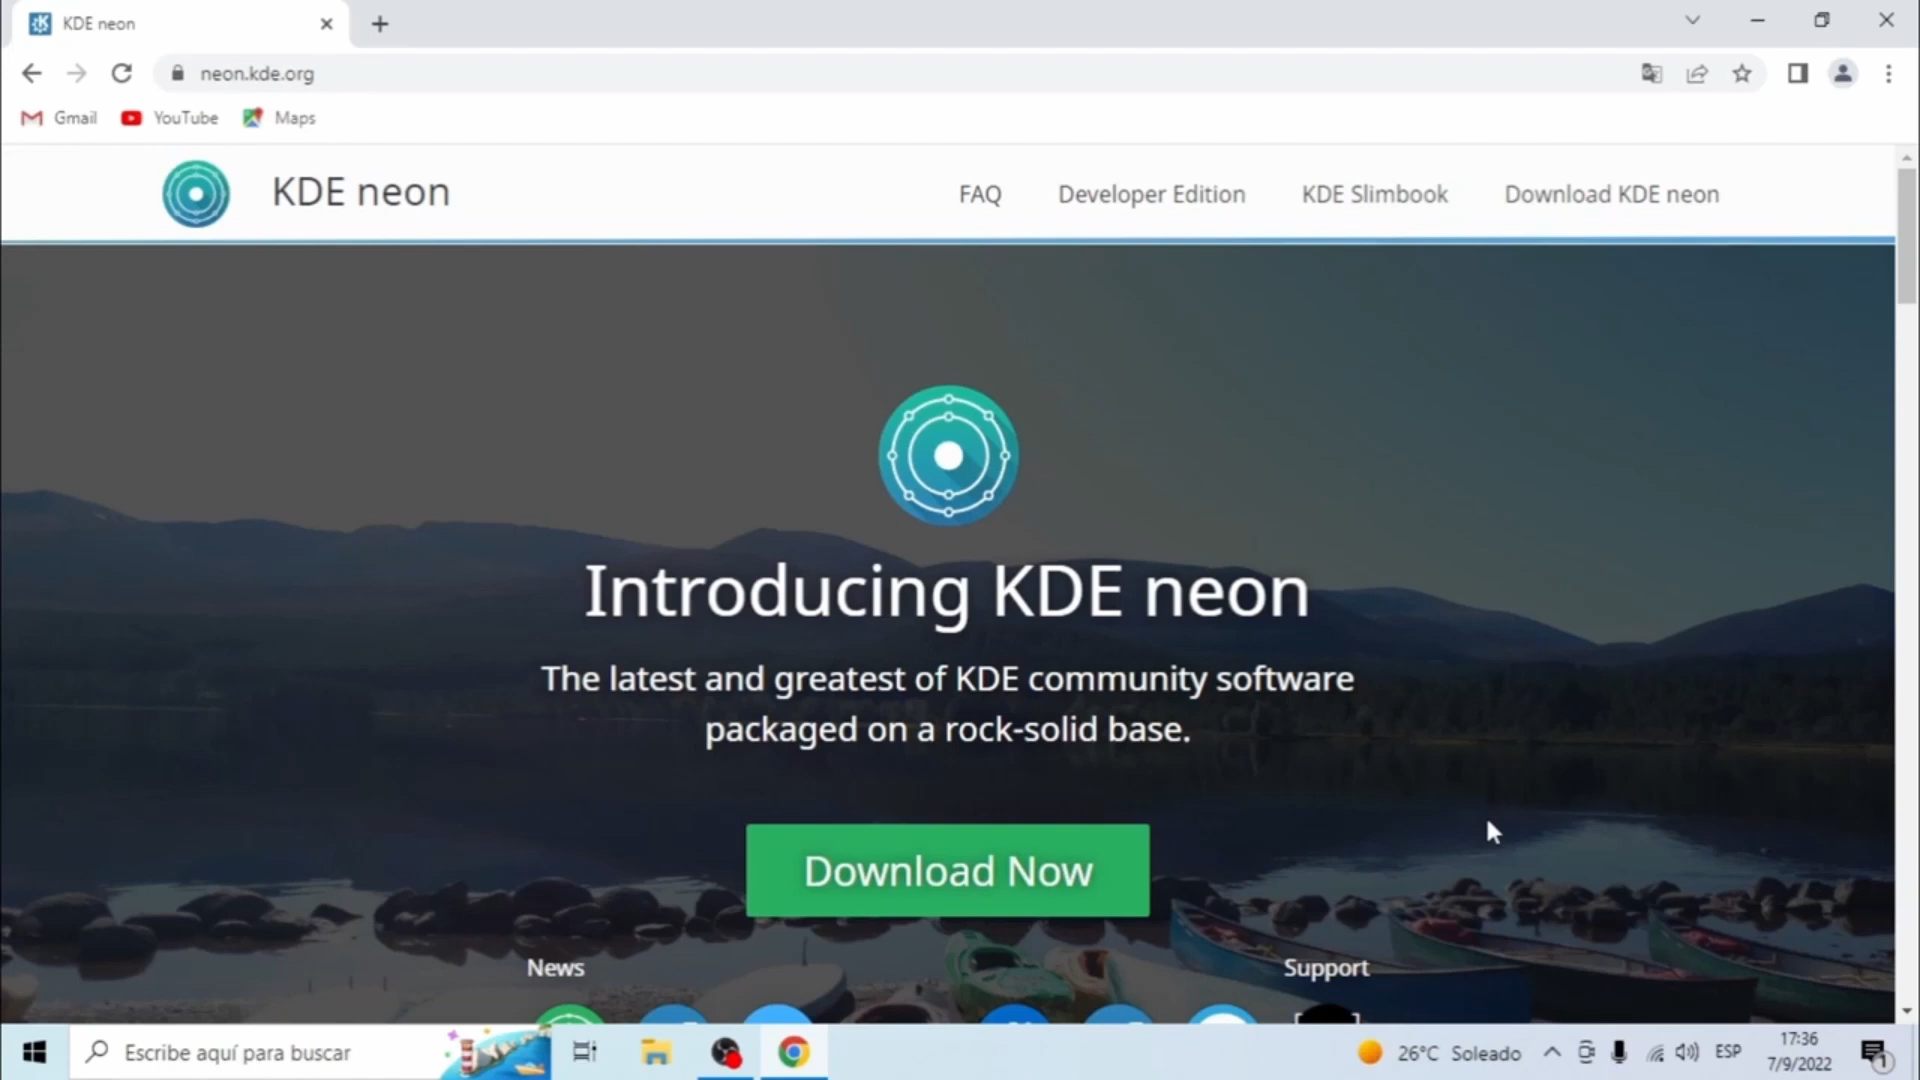 KDE neon
neon.kde.org
Gmail YouTube Maps
KDE neon FAQ Developer Edition KDE Slimbook Download KDE neon
Introducing KDE neon
The latest and greatest of KDE community software
packaged on a rock-solid base.
Download Now
News Support
Escribe aquí para buscar 26°C Soleado ESP 17:36
7/9/2022
1